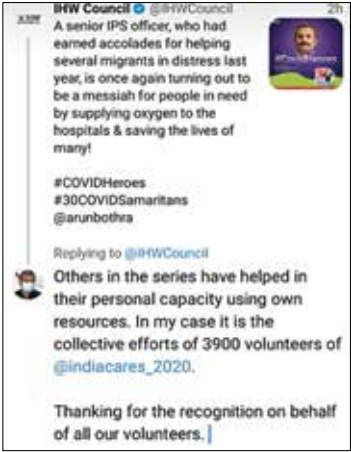 IHW Council @IHWCouncil 2h
A senior IPS officer, who had
earned accolades for helping
several migrants in distress last
year, is once again turning out to
be a messiah for people in need
by supplying oxygen to the
hospitals & saving the lives of
many!
#COVIDHeroes
#30COVIDSamaritans
@arunbothra
Replying to @IHWCouncil
Others in the series have helped in
their personal capacity using own
resources. In my case it is the
collective efforts of 3900 volunteers of
@indiacares_2020.
Thanking for the recognition on behalf
of all our volunteers.